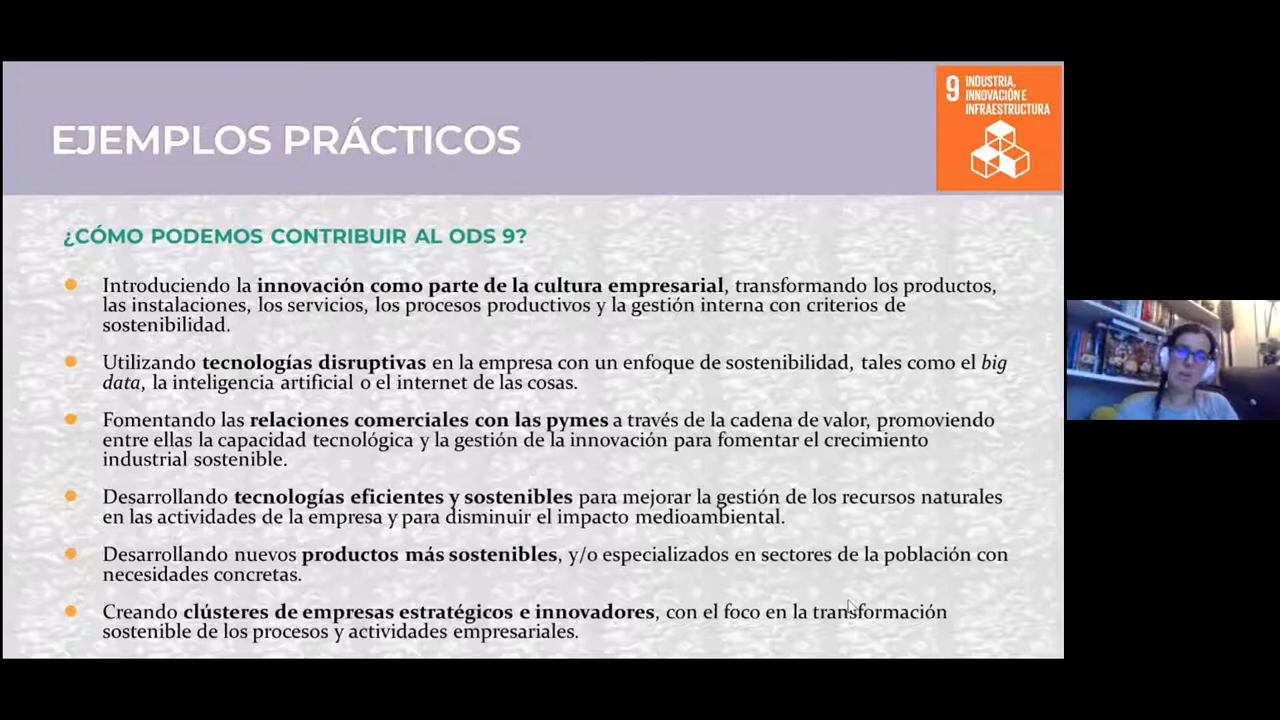 EJEMPLOS PRÁCTICOS
9 INDUSTRIA,
INNOVACIÓN E
INFRAESTRUCTURA
¿CÓMO PODEMOS CONTRIBUIR AL ODS 9?
Introduciendo la innovación como parte de la cultura empresarial, transformando los productos,
las instalaciones, los servicios, los procesos productivos y la gestión interna con criterios de
sostenibilidad.
Utilizando tecnologías disruptivas en la empresa con un enfoque de sostenibilidad, tales como el big
data, la inteligencia artificial o el internet de las cosas.
Fomentando las relaciones comerciales con las pymes a través de la cadena de valor, promoviendo
entre ellas la capacidad tecnológica y la gestión de la innovación para fomentar el crecimiento
industrial sostenible.
Desarrollando tecnologías eficientes y sostenibles para mejorar la gestión de los recursos naturales
en las actividades de la empresa y para disminuir el impacto medioambiental.
Desarrollando nuevos productos más sostenibles, y/o especializados en sectores de la población con
necesidades concretas.
Creando clústeres de empresas estratégicos e innovadores, con el foco en la transformación
sostenible de los procesos y actividades empresariales.